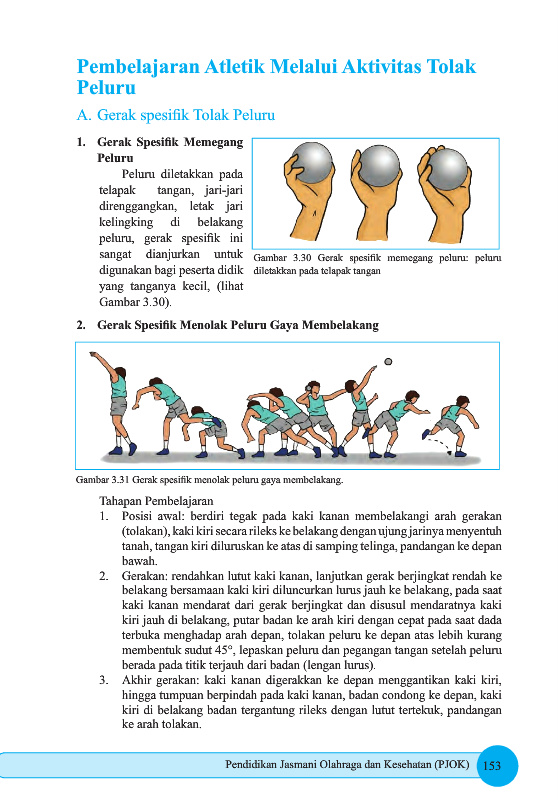 Pembelajaran Atletik Melalui Aktivitas Tolak
Peluru
A. Gerak spesifik Tolak Peluru
1. Gerak Spesifik Memegang
Peluru
Peluru diletakkan pada
telapak tangan, jari-jari
direnggangkan, letak jari
kelingking di belakang
peluru, gerak spesifik ini
sangat dianjurkan untuk
digunakan bagi peserta didik
yang tanganya kecil, (lihat
Gambar 3.30).
Gambar 3.30 Gerak spesifik memegang peluru: peluru
diletakkan pada telapak tangan
2. Gerak Spesifik Menolak Peluru Gaya Membelakang
Gambar 3.31 Gerak spesifik menolak peluru gaya membelakang.
Tahapan Pembelajaran
1. Posisi awal: berdiri tegak pada kaki kanan membelakangi arah gerakan
(tolakan), kaki kiri secara rileks ke belakang dengan ujung jarinya menyentuh
tanah, tangan kiri diluruskan ke atas di samping telinga, pandangan ke depan
bawah.
2. Gerakan: rendahkan lutut kaki kanan, lanjutkan gerak berjingkat rendah ke
belakang bersamaan kaki kiri diluncurkan lurus jauh ke belakang, pada saat
kaki kanan mendarat dari gerak berjingkat dan disusul mendaratnya kaki
kiri jauh di belakang, putar badan ke arah kiri dengan cepat pada saat dada
terbuka menghadap arah depan, tolakan peluru ke depan atas lebih kurang
membentuk sudut 45°, lepaskan peluru dan pegangan tangan setelah peluru
berada pada titik terjauh dari badan (lengan lurus).
3. Akhir gerakan: kaki kanan digerakkan ke depan menggantikan kaki kiri,
hingga tumpuan berpindah pada kaki kanan, badan condong ke depan, kaki
kiri di belakang badan tergantung rileks dengan lutut tertekuk, pandangan
ke arah tolakan.
Pendidikan Jasmani Olahraga dan Kesehatan (PJOK) 153